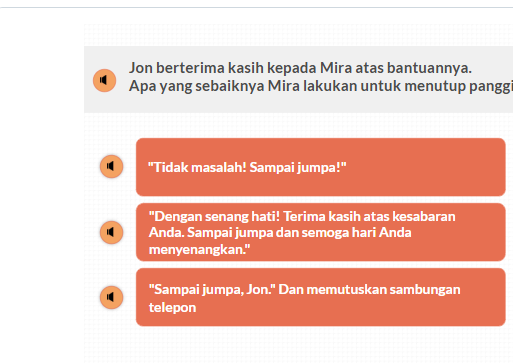 Jon berterima kasih kepada Mira atas bantuannya.
Apa yang sebaiknya Mira lakukan untuk menutup
"Tidak masalah! Sampai jumpa!"
"Dengan senang hati! Terima kasih atas kesabaran
Anda. Sampai jumpa dan semoga hari Anda
menyenangkan."
"Sampai jumpa, Jon." Dan memutuskan sambungan
telepon